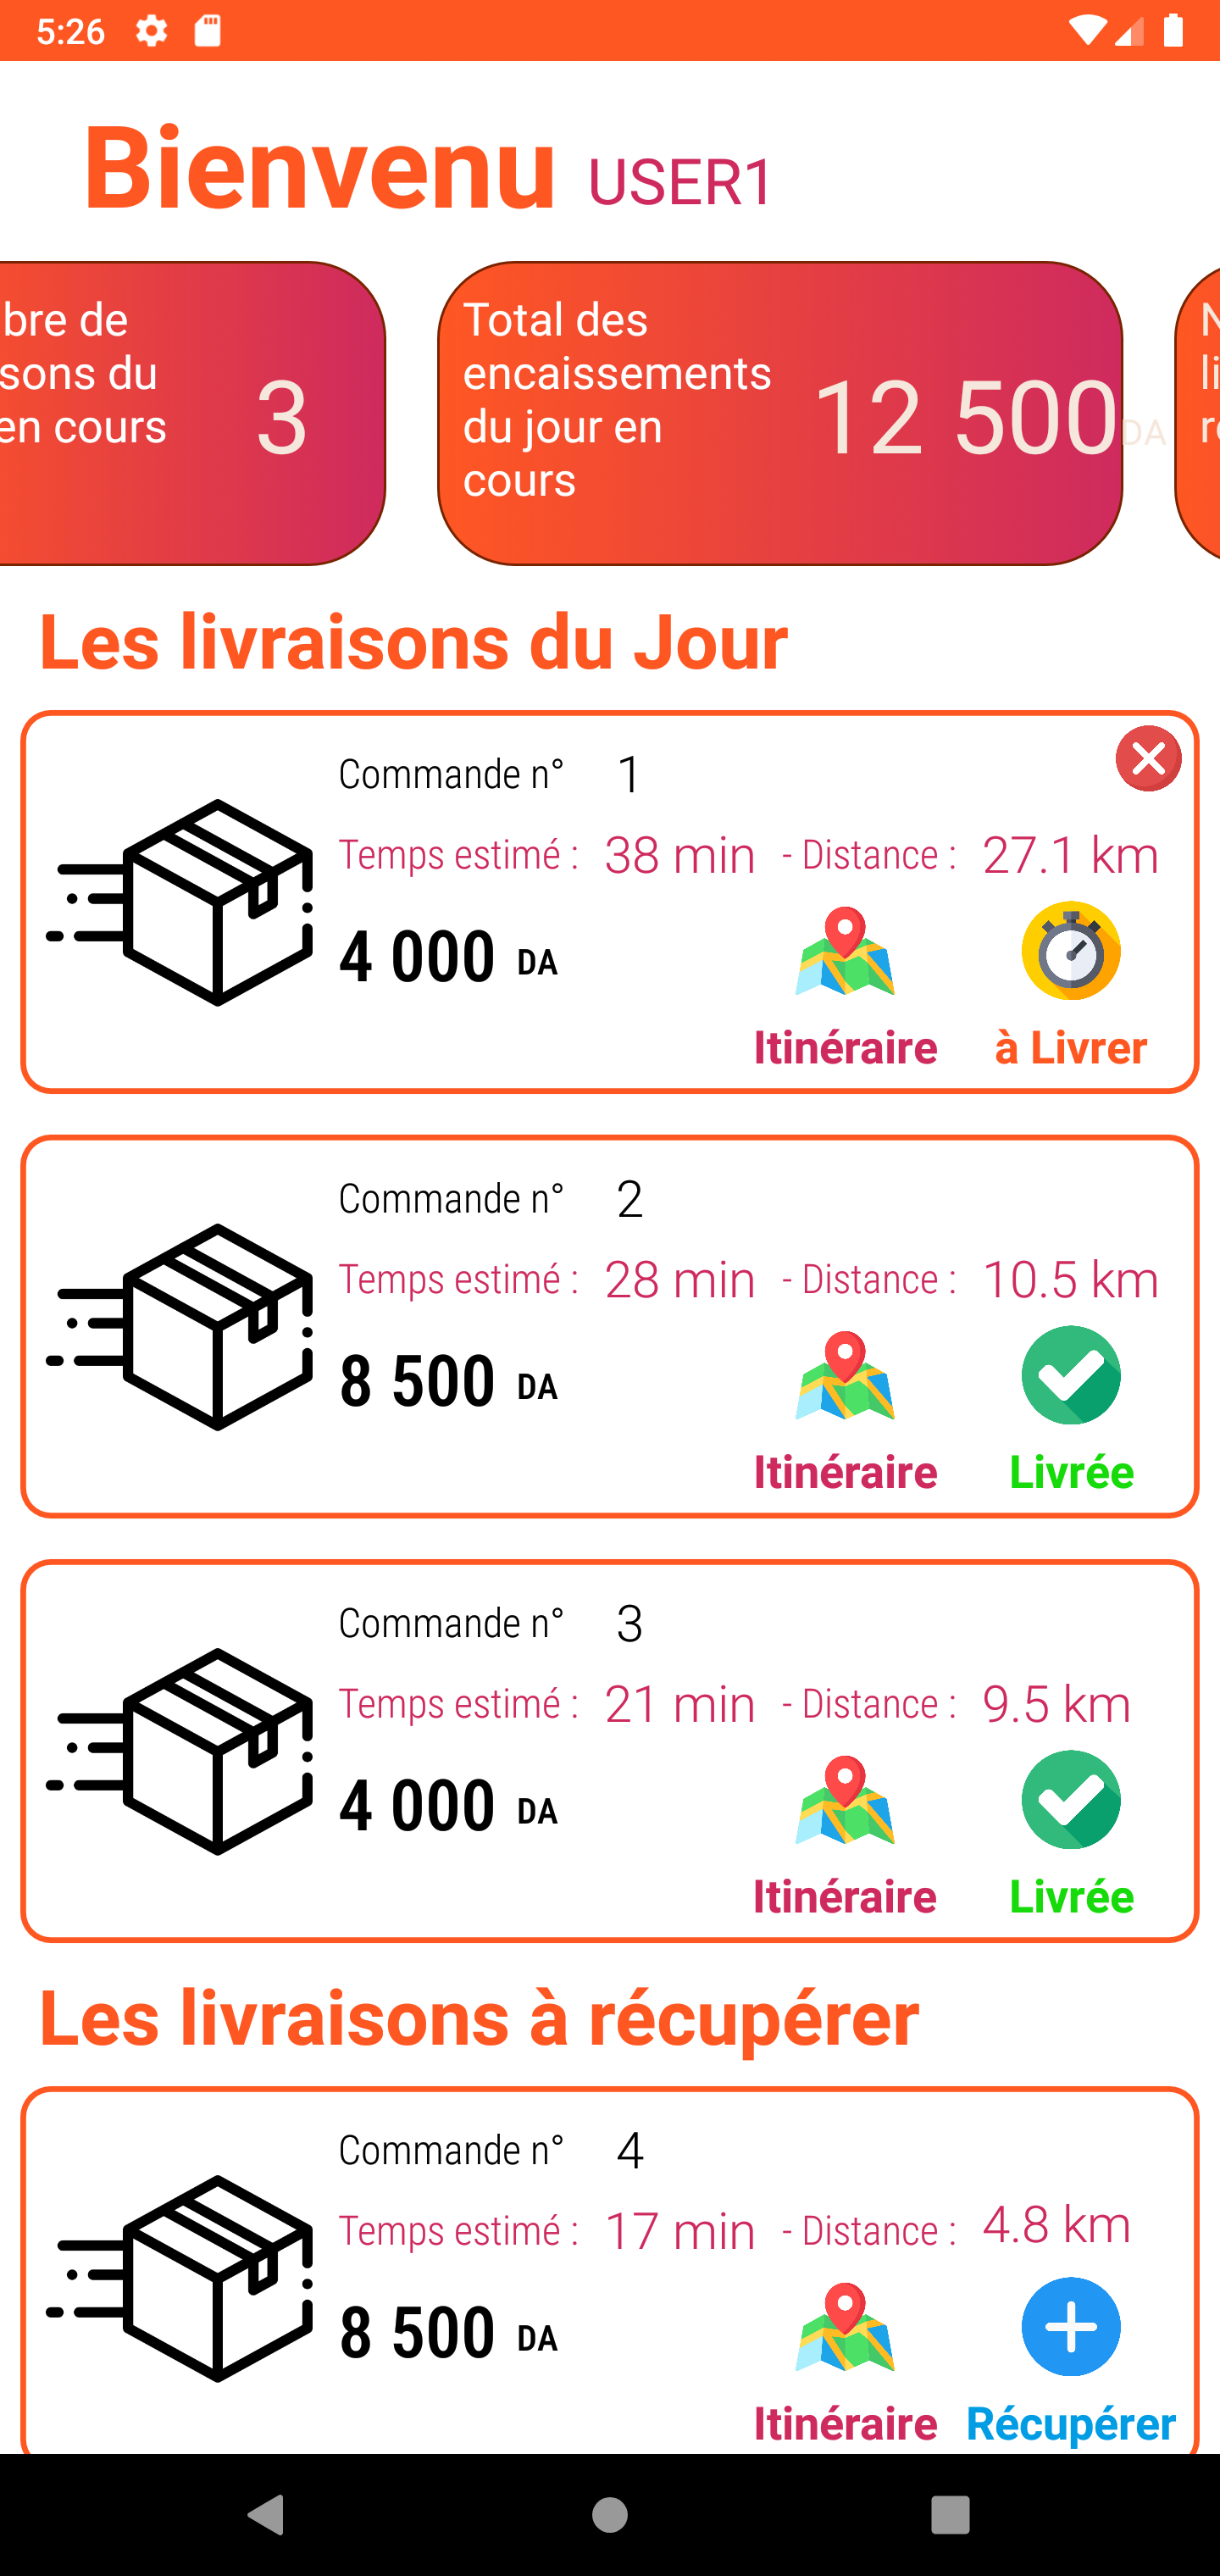 5:26
Bienvenu USER1
bre de
sons du
en cours
3
Total des
encaissements
du jour en
cours
12 500 DA
li
Les livraisons du Jour
Commande n° 1
Temps estimé : 38 min - Distance : 27.1 km
4 000 DA
Itinéraire à Livrer
Commande n° 2
Temps estimé : 28 min - Distance : 10.5 km
8 500 DA
Itinéraire Livrée
Commande n° 3
Temps estimé : 21 min - Distance : 9.5 km
4 000 DA
Itinéraire Livrée
Les livraisons à récupérer
Commande n° 4
Temps estimé : 17 min - Distance : 4.8 km
8 500 DA
Itinéraire Récupérer